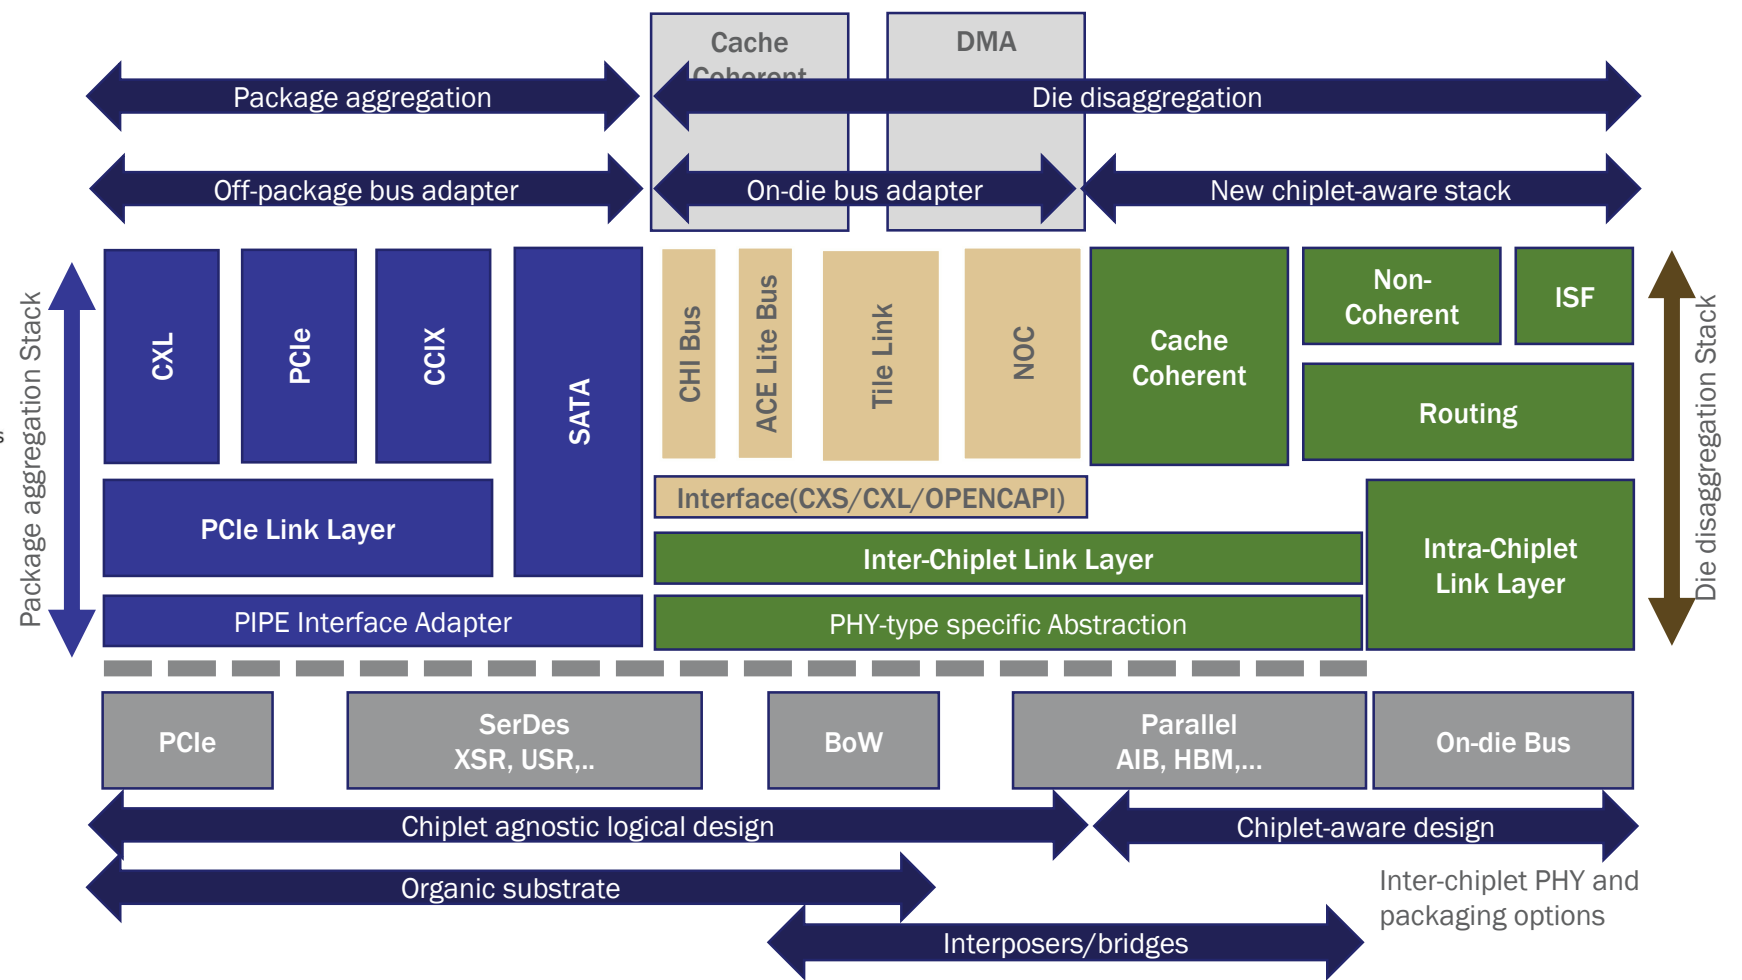 Cache
Coherent
DMA
Package aggregation
Die disaggregation
Off-package bus adapter
On-die bus adapter
New chiplet-aware stack
Package aggregation Stack
CXL
PCIe
CCIX
SATA
CHI Bus
ACE Lite Bus
Tile Link
NOC
Cache
Coherent
Non-
Coherent
ISF
Routing
Die disaggregation Stack
PCIe Link Layer
Interface(CXS/CXL/OPENCAPI)
Inter-Chiplet Link Layer
Intra-Chiplet
Link Layer
PIPE Interface Adapter
PHY-type specific Abstraction
PCIe
SerDes
XSR, USR,..
BoW
Parallel
AIB, HBM,...
On-die Bus
Chiplet agnostic logical design
Chiplet-aware design
Organic substrate
Inter-chiplet PHY and
packaging options
Interposers/bridges